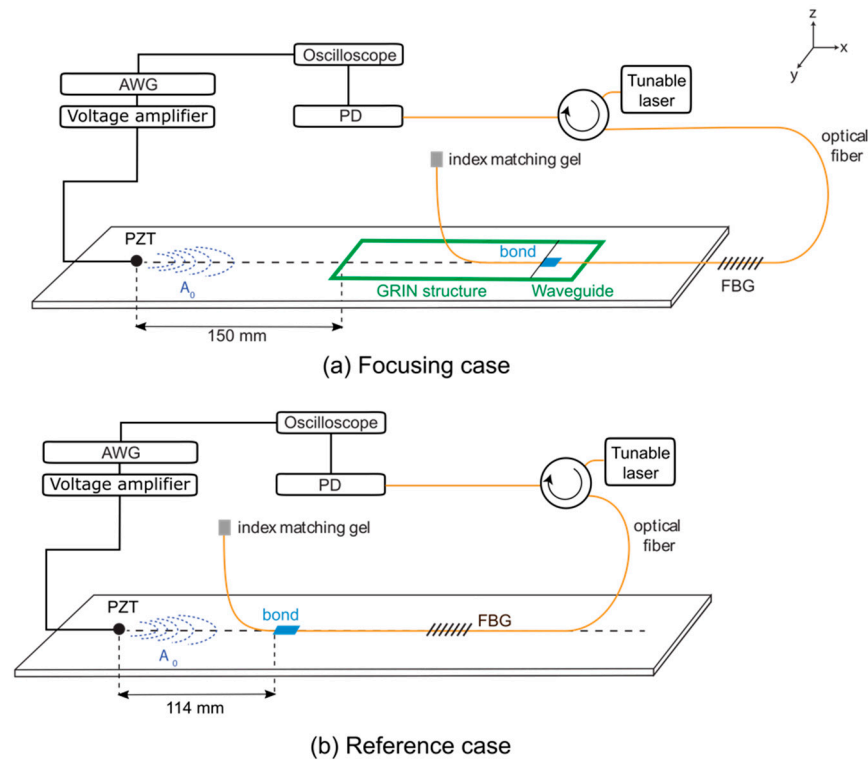 Oscilloscope
AWG
Voltage amplifier
PD
Tunable
laser
z
x
y
optical
fiber
index matching gel
PZT
bond
A0
GRIN structure
Waveguide
FBG
150 mm
(a) Focusing case
Oscilloscope
AWG
Voltage amplifier
PD
Tunable
laser
index matching gel
optical
fiber
PZT
bond
FBG
A0
114 mm
(b) Reference case